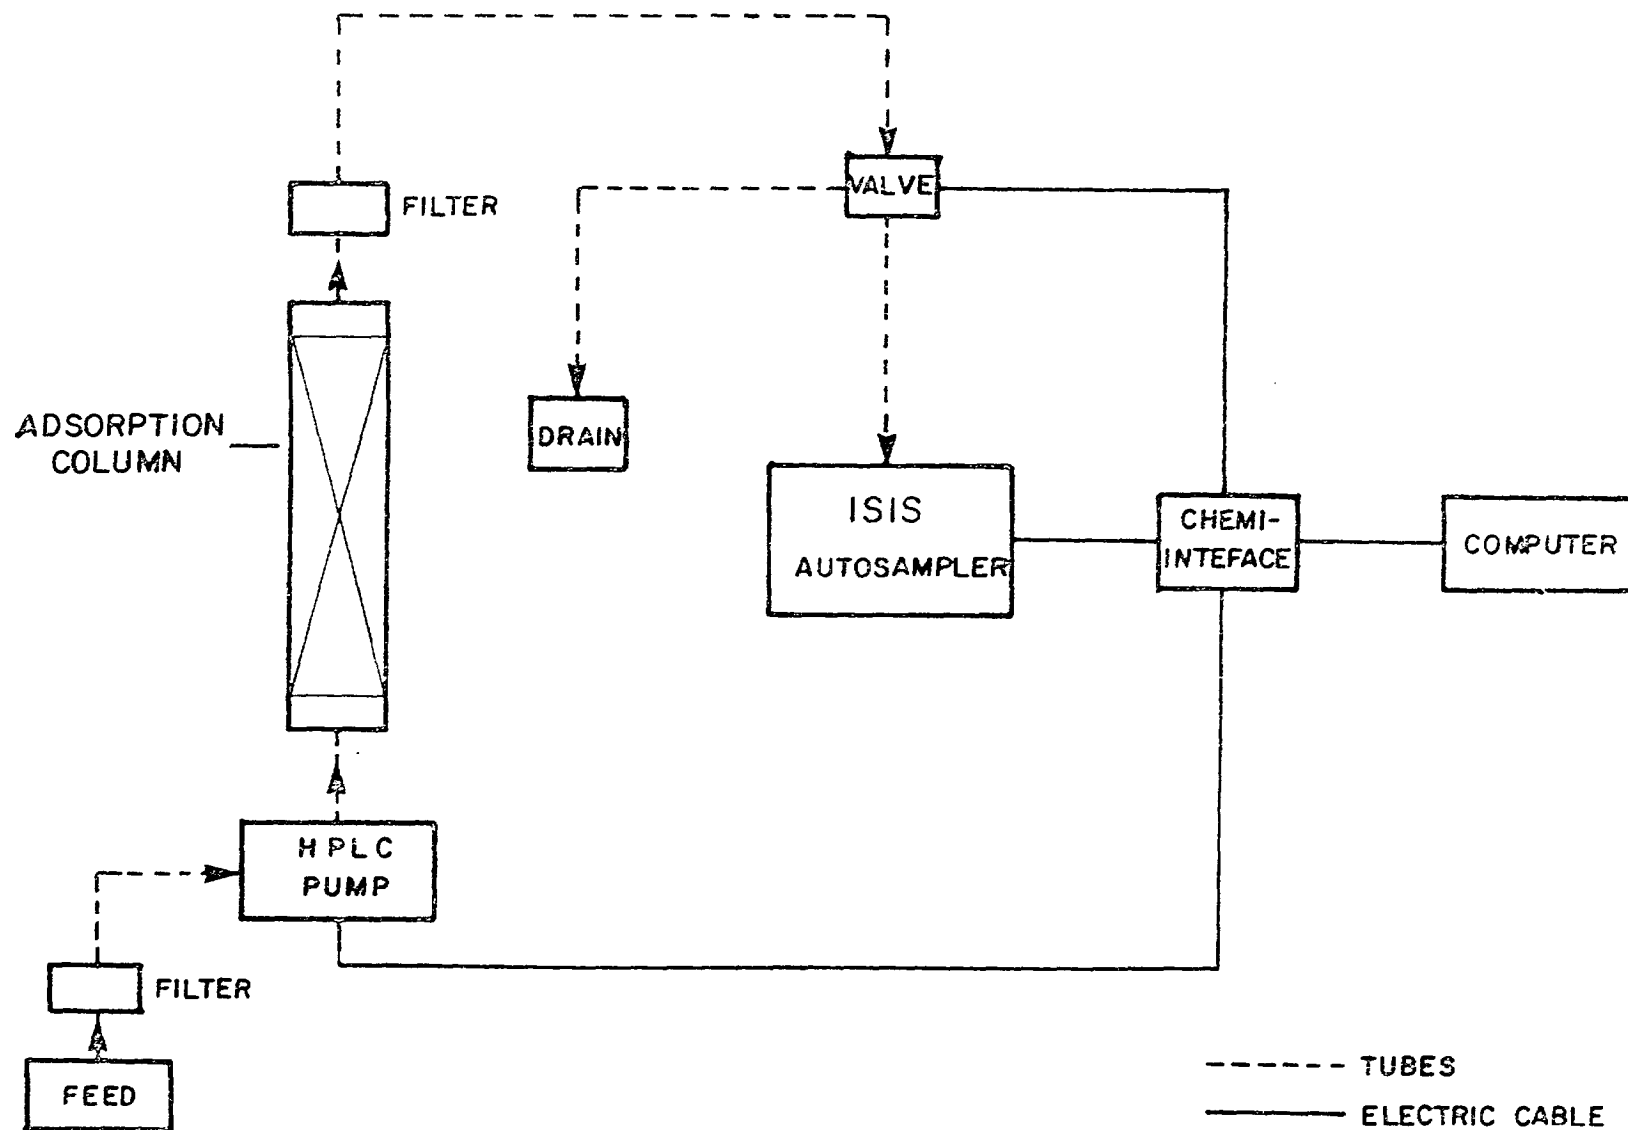 VALVE
FILTER
ADSORPTION
COLUMN
DRAIN
ISIS
AUTOSAMPLER
CHEMI-
INTEFACE
COMPUTER
HPLC
PUMP
FILTER
FEED
TUBES
ELECTRIC CABLE